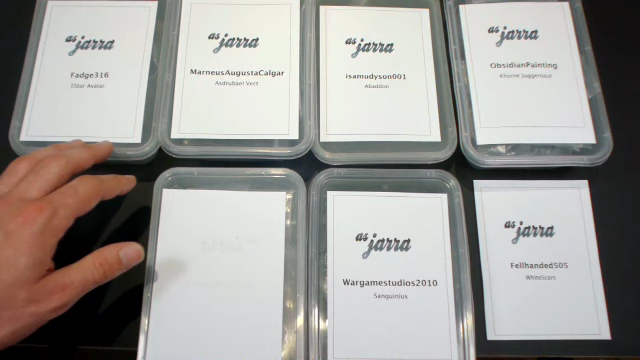 as jarra
Fadge316
Eldar Avatar
as jarra
MarneusAugustaCalgar
Asdrubael Vect
as jarra
isamudyson001
Abaddon
as jarra
ObsidianPainting
Khorne Juggernaut
as jarra
Wargamestudios2010
Sanguinius
as jarra
Fellhanded505
WhiteScars